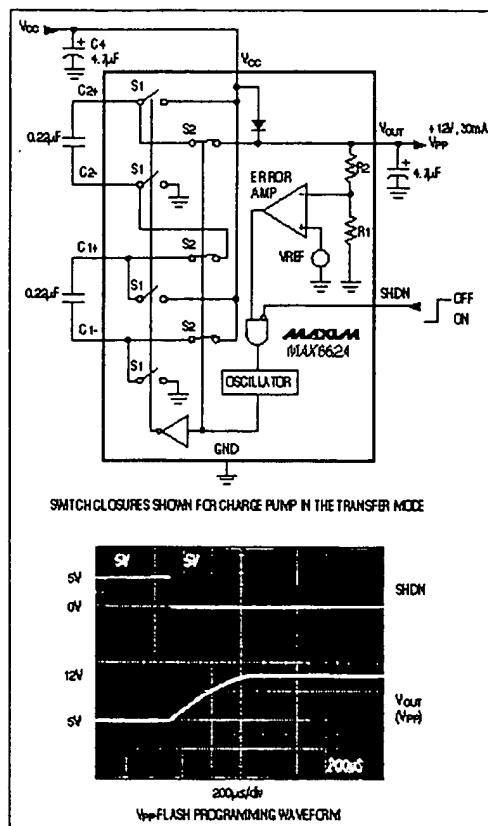 VCC
C4
4.7µF
VCC
C2+
S1
0.22µF
S2
VOUT
+12V, 30mA
VPP
4.7µF
R2
ERROR AMP
C2-
S1
C1+
S2
R1
VREF
0.22µF
S1
SHDN
OFF
ON
C1-
S2
MAXIM
MAX662A
S1
OSCILLATOR
GND
SWITCH CLOSURES SHOWN FOR CHARGE PUMP IN THE TRANSFER MODE
5V
5V
5V
SHDN
0V
12V
VOUT
(VPP)
5V
200µS
200µs/div
VPP FLASH PROGRAMMING WAVEFORM